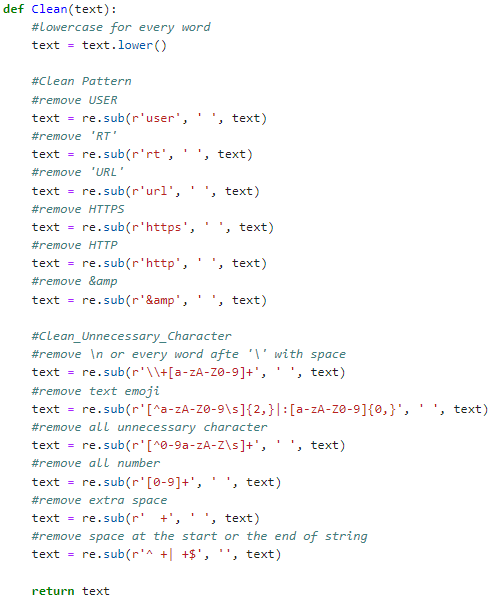 def Clean(text):
    #lowercase for every word
    text = text.lower()

    #Clean Pattern
    #remove USER
    text = re.sub(r'user', ' ', text)
    #remove 'RT'
    text = re.sub(r'rt', ' ', text)
    #remove 'URL'
    text = re.sub(r'url', ' ', text)
    #remove HTTPS
    text = re.sub(r'https', ' ', text)
    #remove HTTP
    text = re.sub(r'http', ' ', text)
    #remove &amp
    text = re.sub(r'&amp', ' ', text)

    #Clean_Unnecessary_Character
    #remove \n or every word afte '\' with space
    text = re.sub(r'\\+[a-zA-Z0-9]+', ' ', text)
    #remove text emoji
    text = re.sub(r'[^a-zA-Z0-9\s]{2,}|:[a-zA-Z0-9]{0,}', ' ', text)
    #remove all unnecessary character
    text = re.sub(r'[^0-9a-zA-Z\s]+', ' ', text)
    #remove all number
    text = re.sub(r'[0-9]+', ' ', text)
    #remove extra space
    text = re.sub(r'  +', ' ', text)
    #remove space at the start or the end of string
    text = re.sub(r'^ +| +$', '', text)

    return text